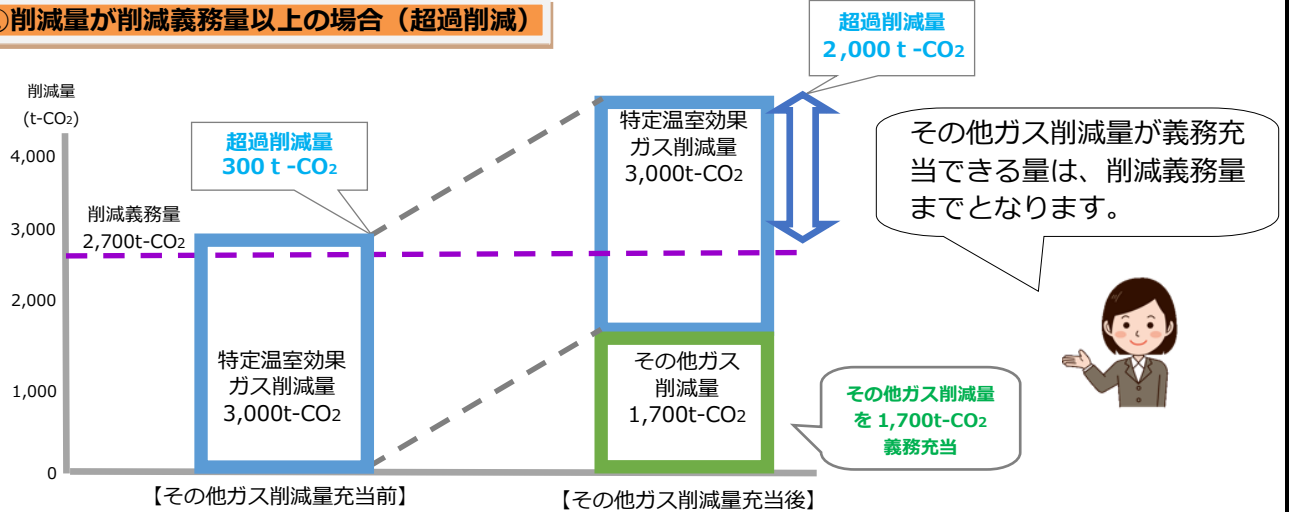 削減量が削減義務量以上の場合（超過削減）
超過削減量
2,000ｔ-CO2
削減量
(t-CO2)
4,000
3,000
2,000
1,000
0
削減義務量
2,700t-CO2
超過削減量
300ｔ-CO2
特定温室効果
ガス削減量
3,000t-CO2
【その他ガス削減量充当前】
特定温室効果
ガス削減量
3,000t-CO2
その他ガス
削減量
1,700t-CO2
【その他ガス削減量充当後】
その他ガス削減量が義務充
当できる量は、削減義務量
までとなります。
その他ガス削減量
を 1,700t-CO2
義務充当